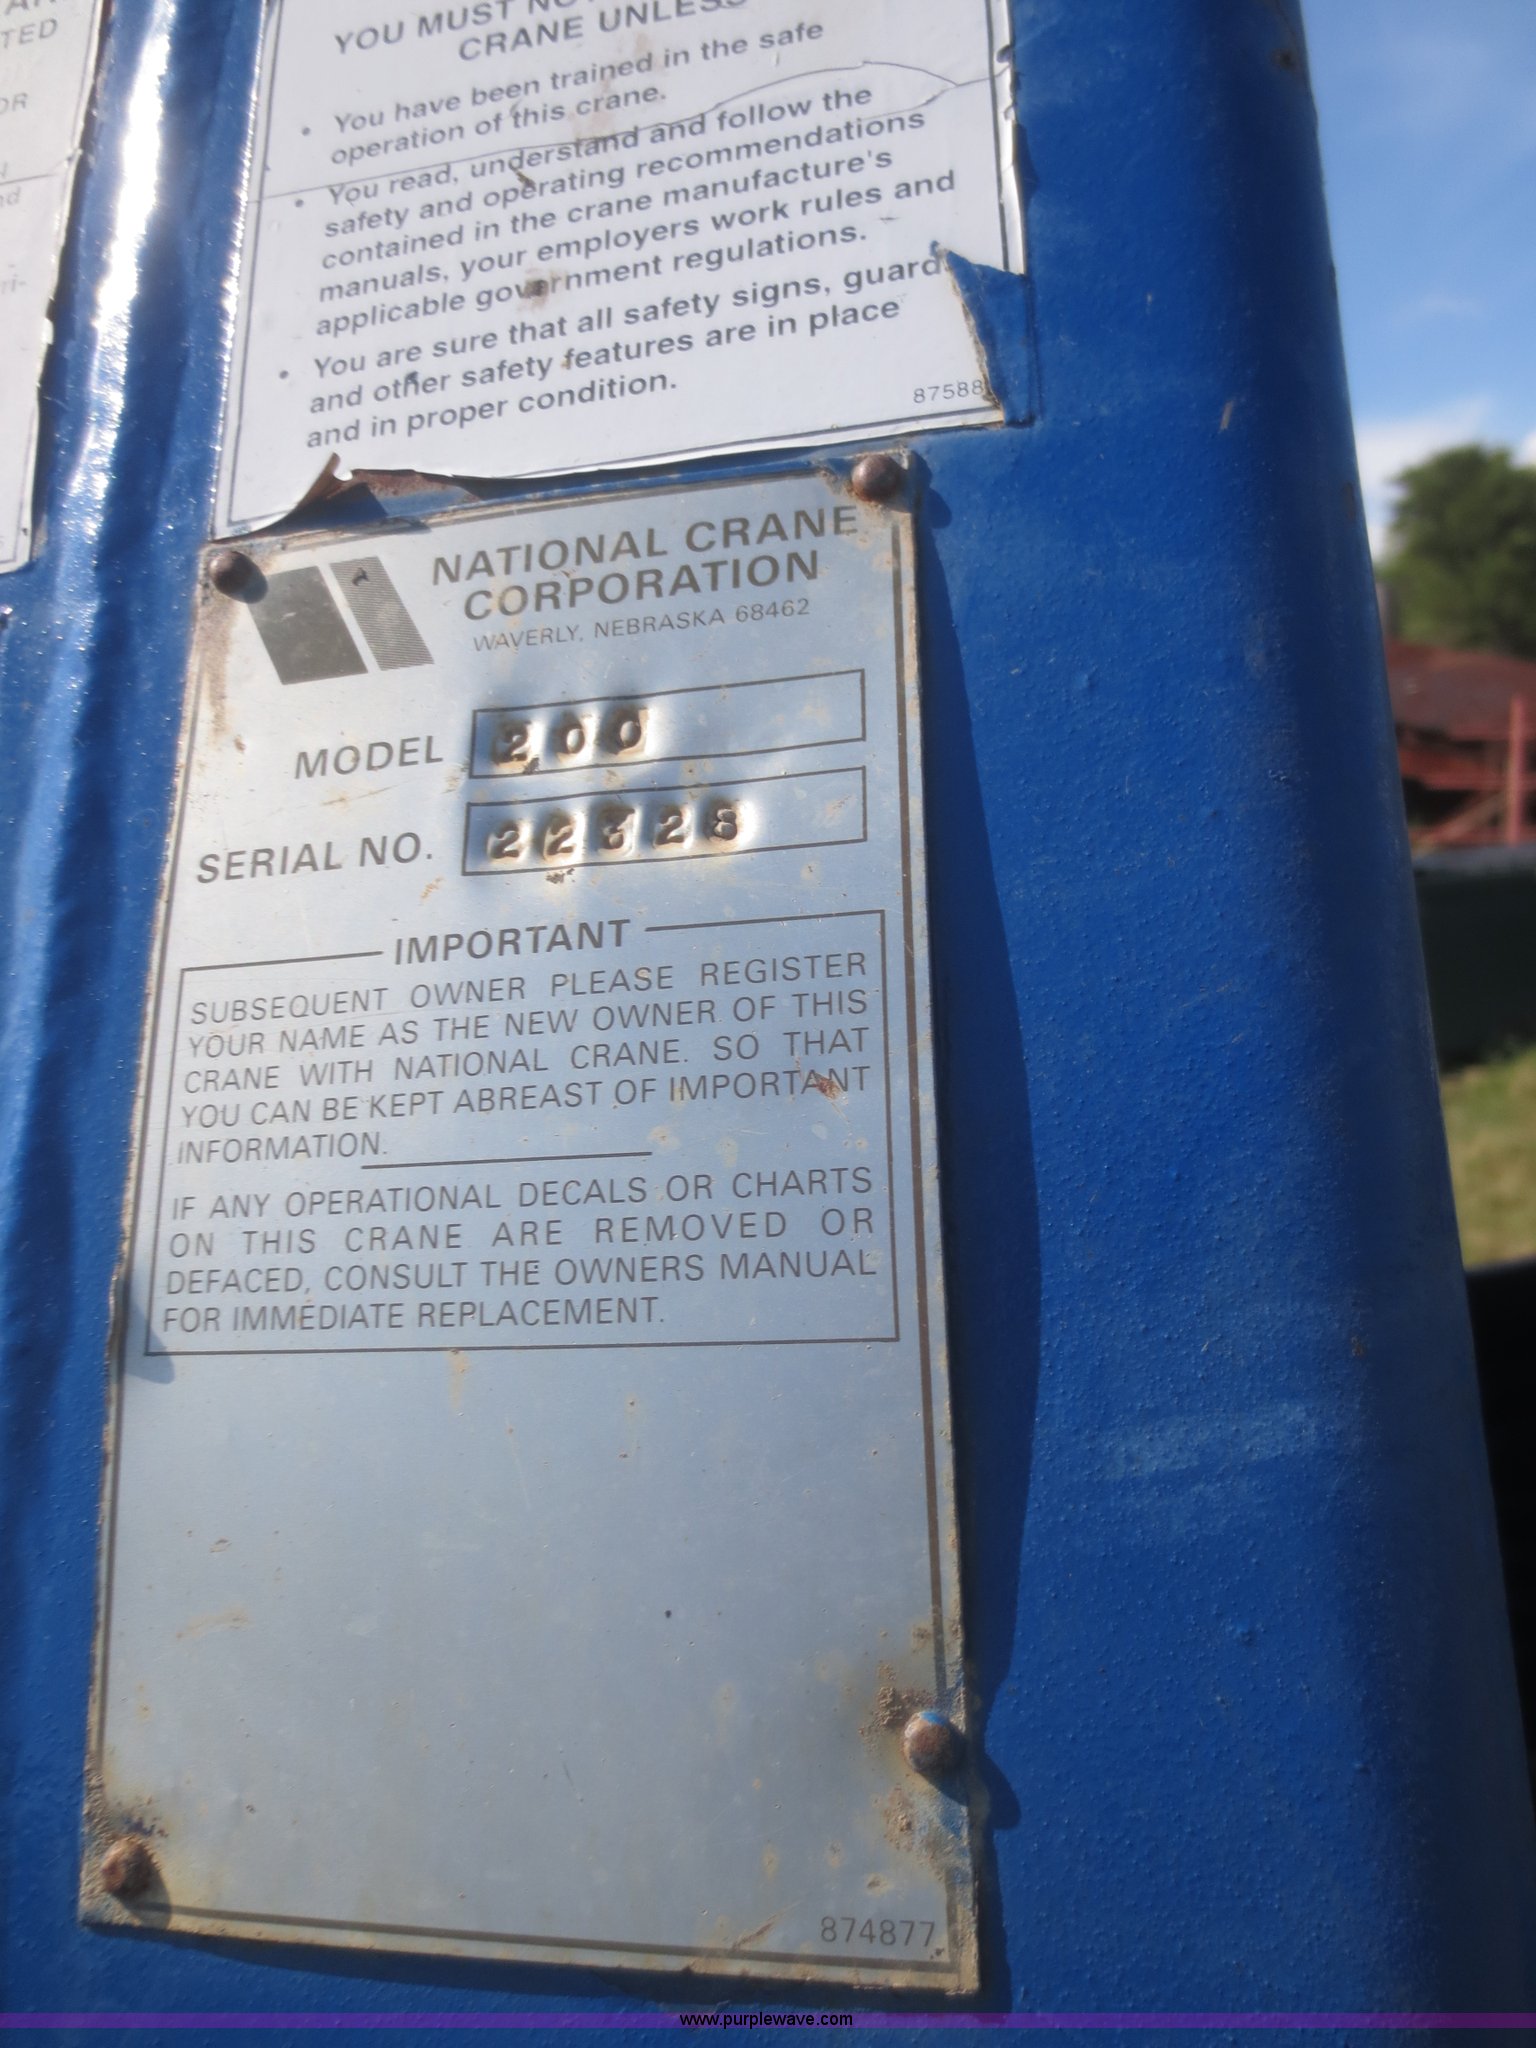 TED
OR
YOU MUST
CRANE UNLESS
• You have been trained in the safe
operation of this crane.
• You read, understand and follow the
safety and operating recommendations
contained in the crane manufacture's
manuals, your employers work rules and
applicable government regulations.
• You are sure that all safety signs, guard
and other safety features are in place
and in proper condition.
87588
NATIONAL CRANE
CORPORATION
WAVERLY, NEBRASKA 68462
MODEL 200
SERIAL NO. 22328
IMPORTANT
SUBSEQUENT OWNER PLEASE REGISTER
YOUR NAME AS THE NEW OWNER OF THIS
CRANE WITH NATIONAL CRANE. SO THAT
YOU CAN BE KEPT ABREAST OF IMPORTANT
INFORMATION.
IF ANY OPERATIONAL DECALS OR CHARTS
ON THIS CRANE ARE REMOVED OR
DEFACED, CONSULT THE OWNERS MANUAL
FOR IMMEDIATE REPLACEMENT.
874877
www.purplewave.com